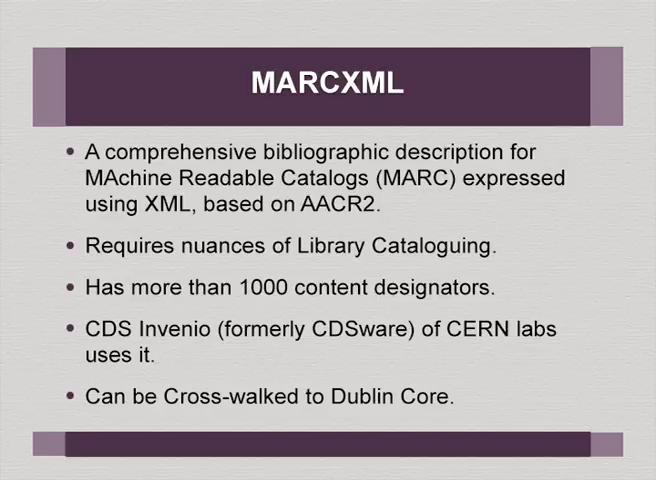 MARCXML
• A comprehensive bibliographic description for
MAchine Readable Catalogs (MARC) expressed
using XML, based on AACR2.
• Requires nuances of Library Cataloguing.
• Has more than 1000 content designators.
• CDS Invenio (formerly CDSware) of CERN labs
uses it.
• Can be Cross-walked to Dublin Core.